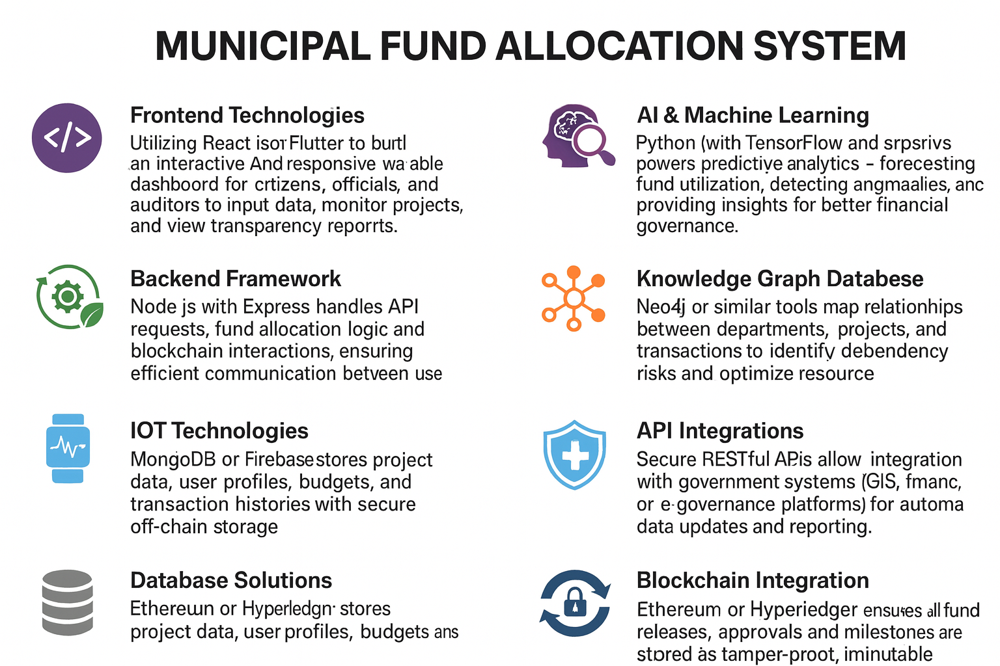 MUNICIPAL FUND ALLOCATION SYSTEM
Frontend Technologies
Utilizing React isor Flutter to burtl
an interactive And responsive wa able
dashboord for crtizens, officials, and
auditors to input data, monitor projects,
and view transparency reporrts.
Backend Framework
Node js with Express handles API
requests, fund allocation logic and
blockchain interactions, ensuring
efficient communication betveen use
IOT Technologies
MongoDB or Firebase stores project
data, user profiles, budgets, and
transaction histories with secure
off-chain storage
Database Solutions
Ethereuın or Hyperledgn· stores
project data, user profiles, budgets ans
AI & Machine Learning
Python (with TensorFlow and srpsrivs
powers predictive analytics – forecesting
fund utilization, detecting angmaalies, anc
providing insights for better financial
governance.
Knowledge Graph Databese
Neo4j or similar tools map relationhips
between departments, projects, and
transactions to identify debendency
risks and optimize resource
API Integrations
Secure RESTful APis allow integration
with government systems (GIS, fmanc,
or e-governance platforms) for automa
data updates and reporting.
Blockchain Integration
Ethereum or Hyperiedger ensures all fund
releases, approvals and milestones are
stored as tamper-proot, iminutable